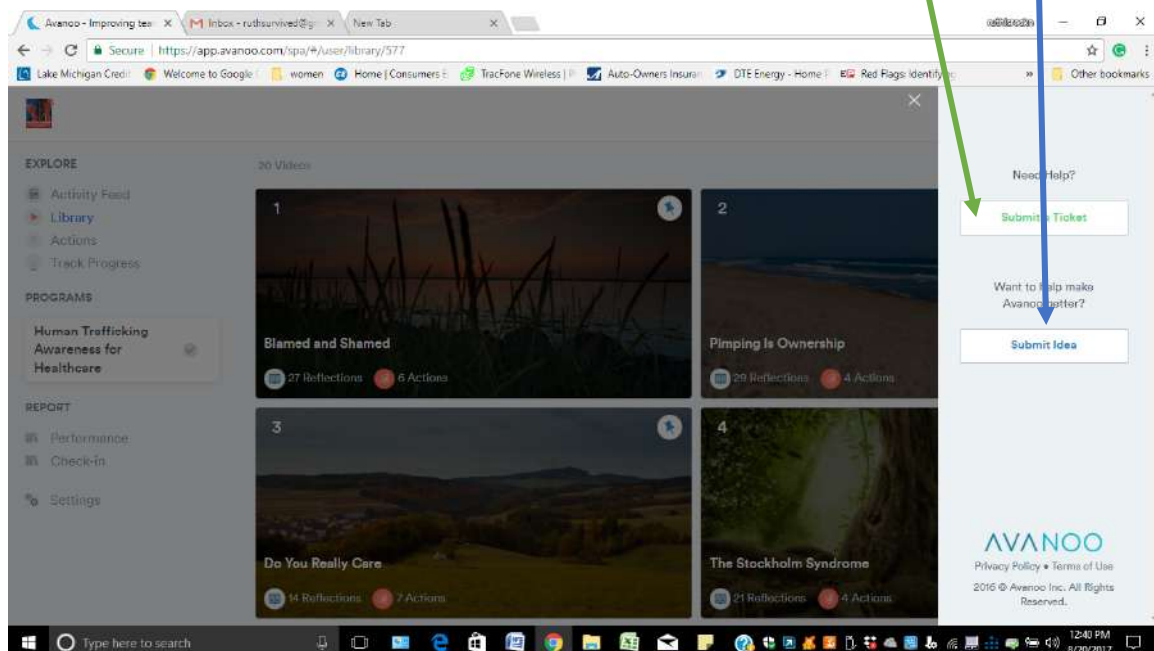 Avanoo - Improving tea
Inbox - ruthsurvived@g
New Tab
Secure | https://app.avanoo.com/spa/#/user/library/577
Lake Michigan Credi
Welcome to Google
women
Home | Consumers E
TracFone Wireless |
Auto-Owners Insuran
DTE Energy - Home
Red Flags: Identifying
Other bookmarks
EXPLORE
Activity Feed
Library
Actions
Track Progress
PROGRAMS
Human Trafficking
Awareness for
Healthcare
REPORT
Performance
Check-in
Settings
20 Videos
1
Blamed and Shamed
27 Reflections 6 Actions
2
Pimping Is Ownership
29 Reflections 4 Actions
3
Do You Really Care
14 Reflections 7 Actions
4
The Stockholm Syndrome
21 Reflections 4 Actions
Need Help?
Submit a Ticket
Want to help make
Avanoo better?
Submit Idea
AVANOO
Privacy Policy • Terms of Use
2016 © Avanoo Inc. All Rights
Reserved.
Type here to search
12:40 PM
8/20/2017